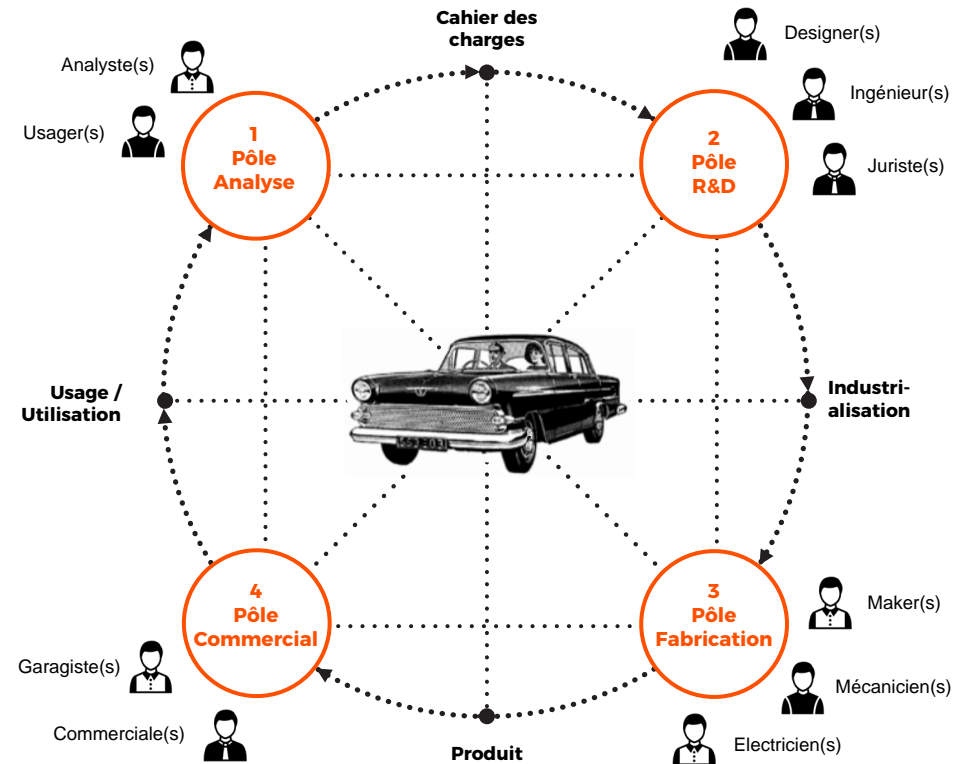 Cahier des
charges
Designer(s)
Analyste(s)
Ingénieur(s)
Usager(s)
1
Pôle
Analyse
2
Pôle
R&D
Juriste(s)
Usage /
Utilisation
Industri-
alisation
4
Pôle
Commercial
3
Pôle
Fabrication
Maker(s)
Garagiste(s)
Mécanicien(s)
Commerciale(s)
Electricien(s)
Produit